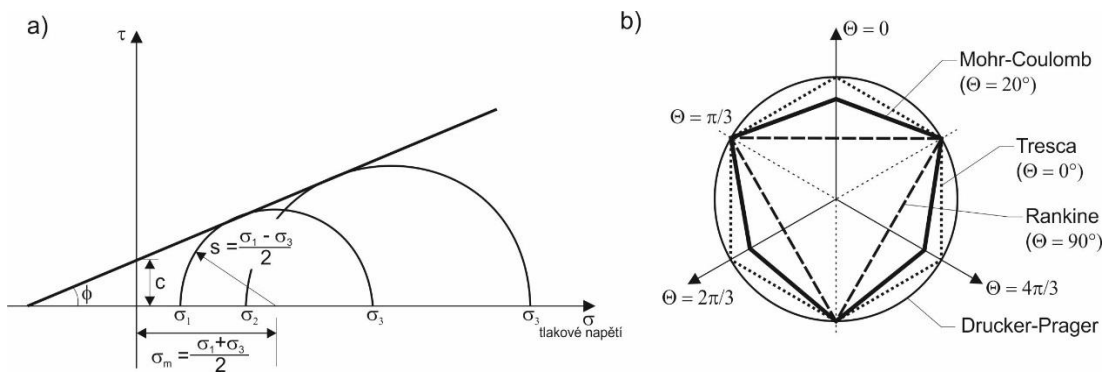 a)
τ
s = (σ₁ - σ₃)/2
c
ϕ
σ₁
σ₂
σ₃
σ₃
σ
tlakové napětí
σₘ = (σ₁+σ₃)/2
b)
Θ = 0
Mohr-Coulomb
(Θ = 20°)
Θ = π/3
Tresca
(Θ = 0°)
Rankine
(Θ = 90°)
Θ = 2π/3
Θ = 4π/3
Drucker-Prager